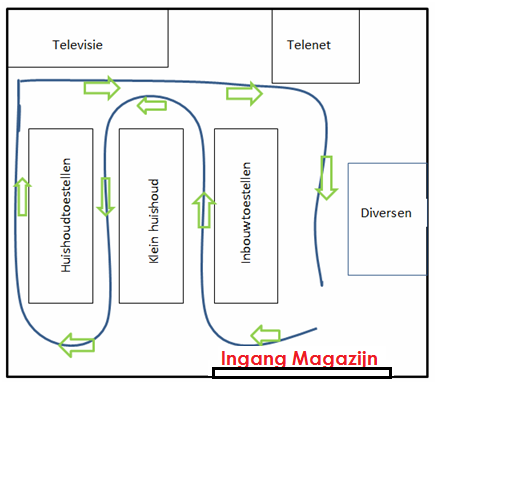 Televisie
Telenet
Huishoudtoestellen
Klein huishoud
Inbouwtoestellen
Diversen
Ingang Magazijn